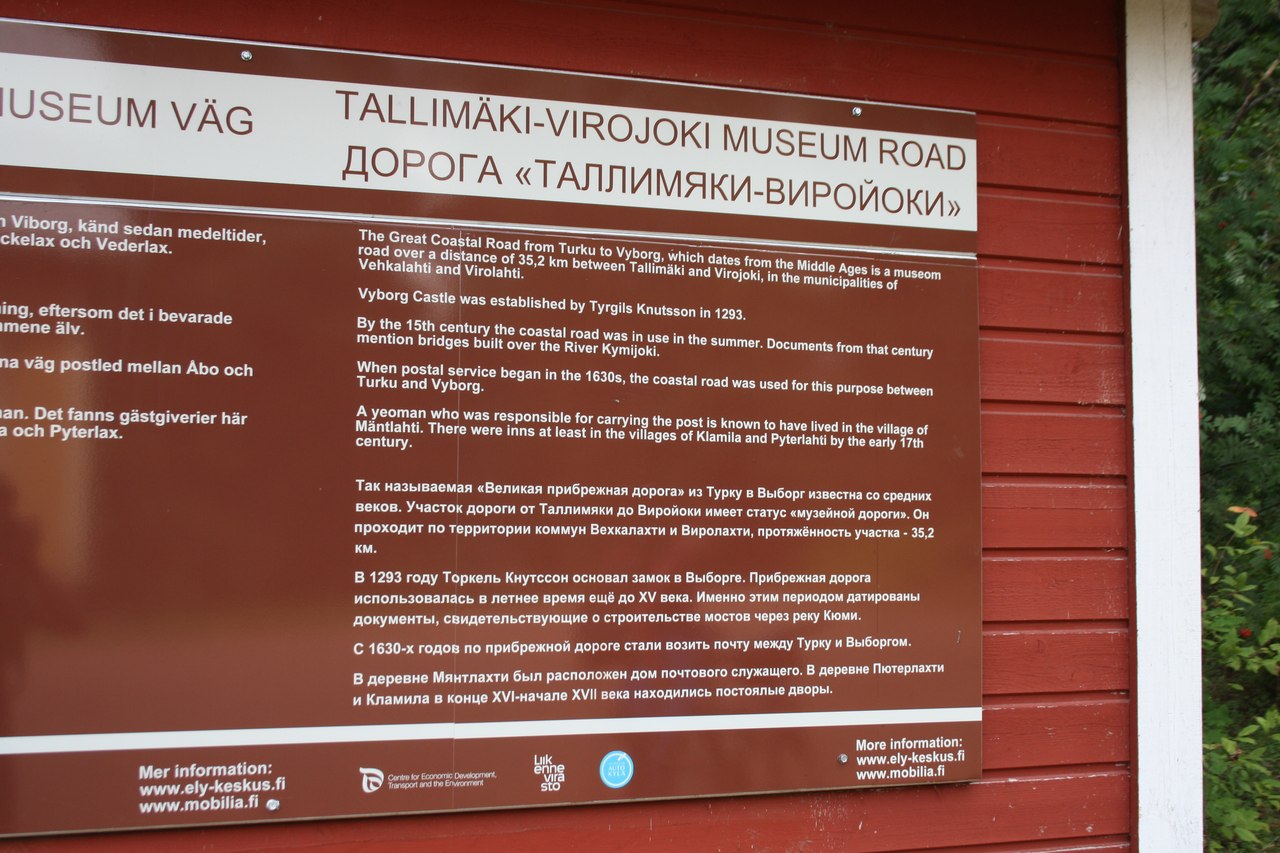 MUSEUM VÄG
TALLIMÄKI-VIROJOKI MUSEUM ROAD
ДОРОГА «ТАЛЛИМЯКИ-ВИРОЙОКИ»
Viborg, känd sedan medeltider,
och Vederlax.
eftersom det i bevarade
älv.
väg postled mellan Åbo och
Det fanns gästgiverier här
och Pyterlax.
The Great Coastal Road from Turku to Vyborg, which dates from the Middle Ages is a museum
road over a distance of 35,2 km between Tallimäki and Virojoki, in the municipalities of
Vehkalahti and Virolahti.
Vyborg Castle was established by Tyrgils Knutsson in 1293.
By the 15th century the coastal road was in use in the summer. Documents from that century
mention bridges built over the River Kymijoki.
When postal service began in the 1630s, the coastal road was used for this purpose between
Turku and Vyborg.
A yeoman who was responsible for carrying the post is known to have lived in the village of
Mäntlahti. There were inns at least in the villages of Klamila and Pyterlahti by the early 17th
century.
Так называемая «Великая прибрежная дорога» из Турку в Выборг известна со средних
веков. Участок дороги от Таллимяки до Виройоки имеет статус «музейной дороги». Он
проходит по территории коммун Вехкалахти и Виролахти, протяжённость участка - 35,2
км.
В 1293 году Торкель Кнутссон основал замок в Выборге. Прибрежная дорога
использовалась в летнее время ещё до XV века. Именно этим периодом датированы
документы, свидетельствующие о строительстве мостов через реку Кюми.
С 1630-х годов по прибрежной дороге стали возить почту между Турку и Выборгом.
В деревне Мянтлахти был расположен дом почтового служащего. В деревне Пютерлахти
и Кламила в конце XVI-начале XVII века находились постоялые дворы.
Mer information:
www.ely-keskus.fi
www.mobilia.fi
Centre for Economic Development,
Transport and the Environment
Liik
enne
vira
sto
AUTO
KYLÄ
More information:
www.ely-keskus.fi
www.mobilia.fi